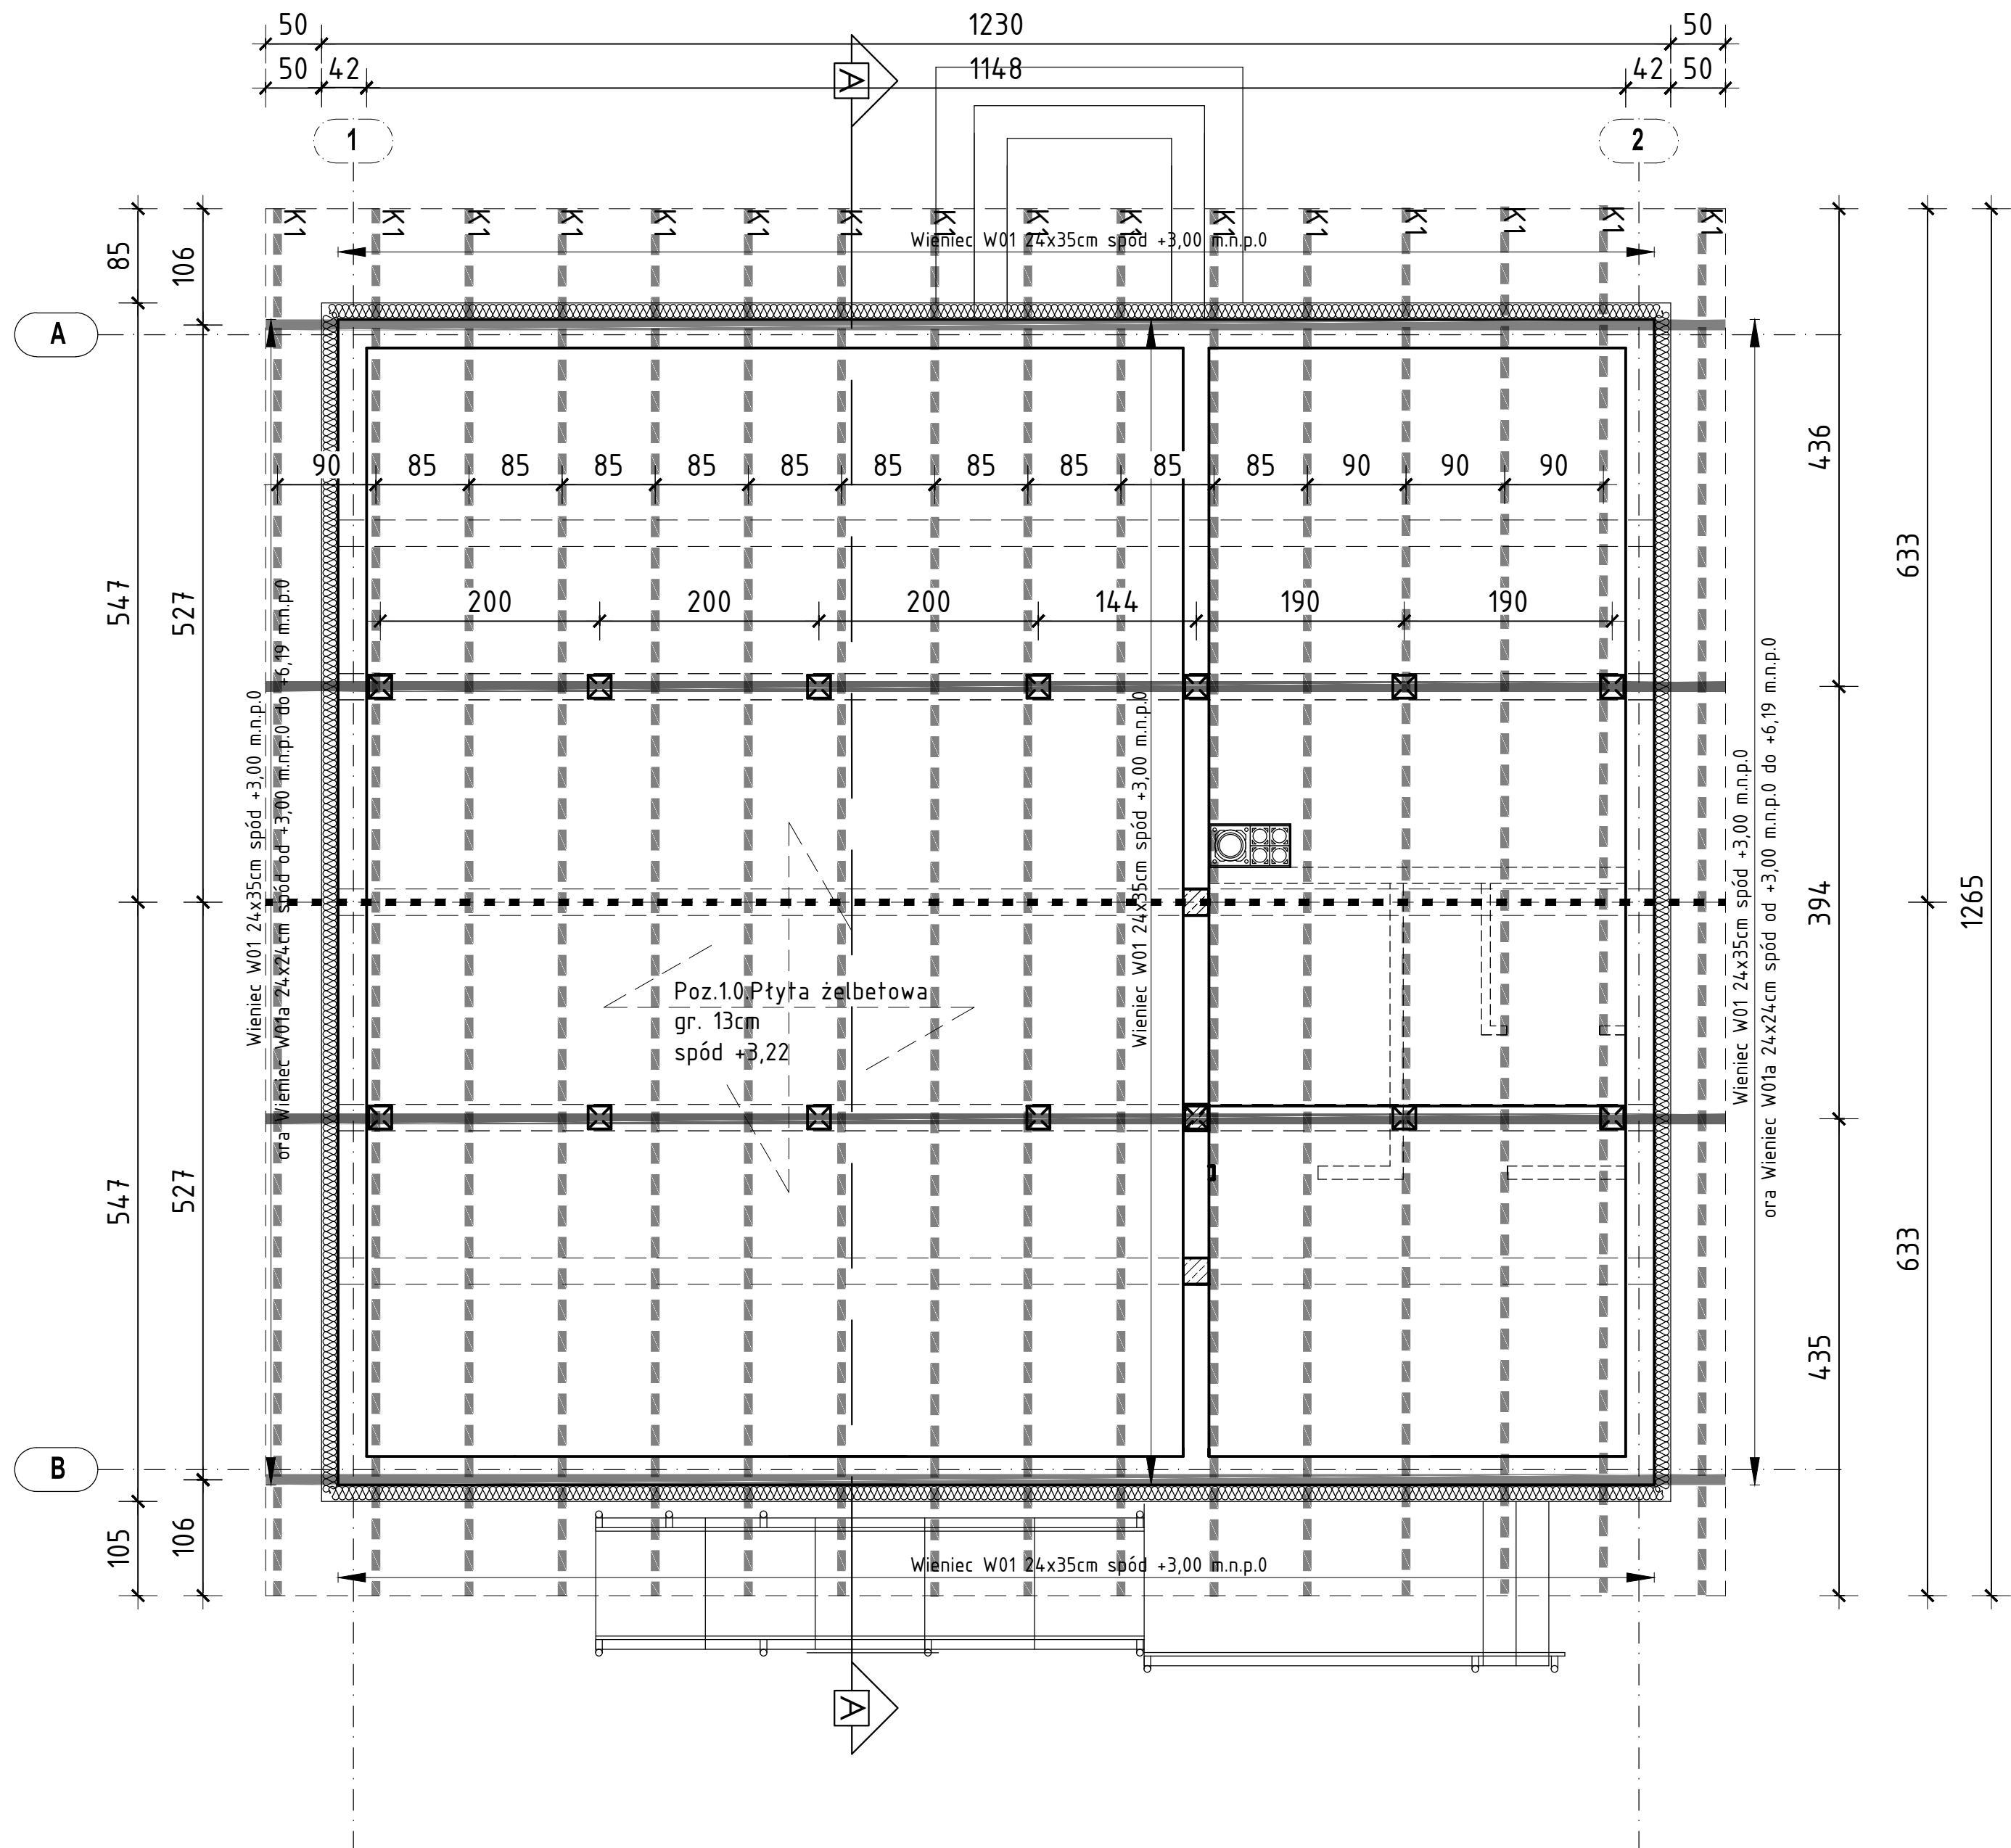 50 1230 50
50 42 1148 42 50
A
1 2
K1 K1 K1 K1 K1 K1 K1 K1 K1 K1 K1 K1 K1 K1 K1 K1
Wieniec W01 24x35cm spód +3,00 m.n.p.0
85 106
A
90 85 85 85 85 85 85 85 85 85 85 90 90 90
436
547 527
633
200 200 200 144 190 190
Wieniec W01 24x35cm spód +3,00 m.n.p.0
ora Wieniec W01a 24x24cm spód od +3,00 m.n.p.0 do +6,19 m.n.p.0
Wieniec W01 24x35cm spód +3,00 m.n.p.0
Wieniec W01 24x35cm spód +3,00 m.n.p.0
ora Wieniec W01a 24x24cm spód od +3,00 m.n.p.0 do +6,19 m.n.p.0
394
1265
Poz.1.0.Płyta żelbetowa
gr. 13cm
spód +3,22
547 527
633
435
B
105 106
Wieniec W01 24x35cm spód +3,00 m.n.p.0
A